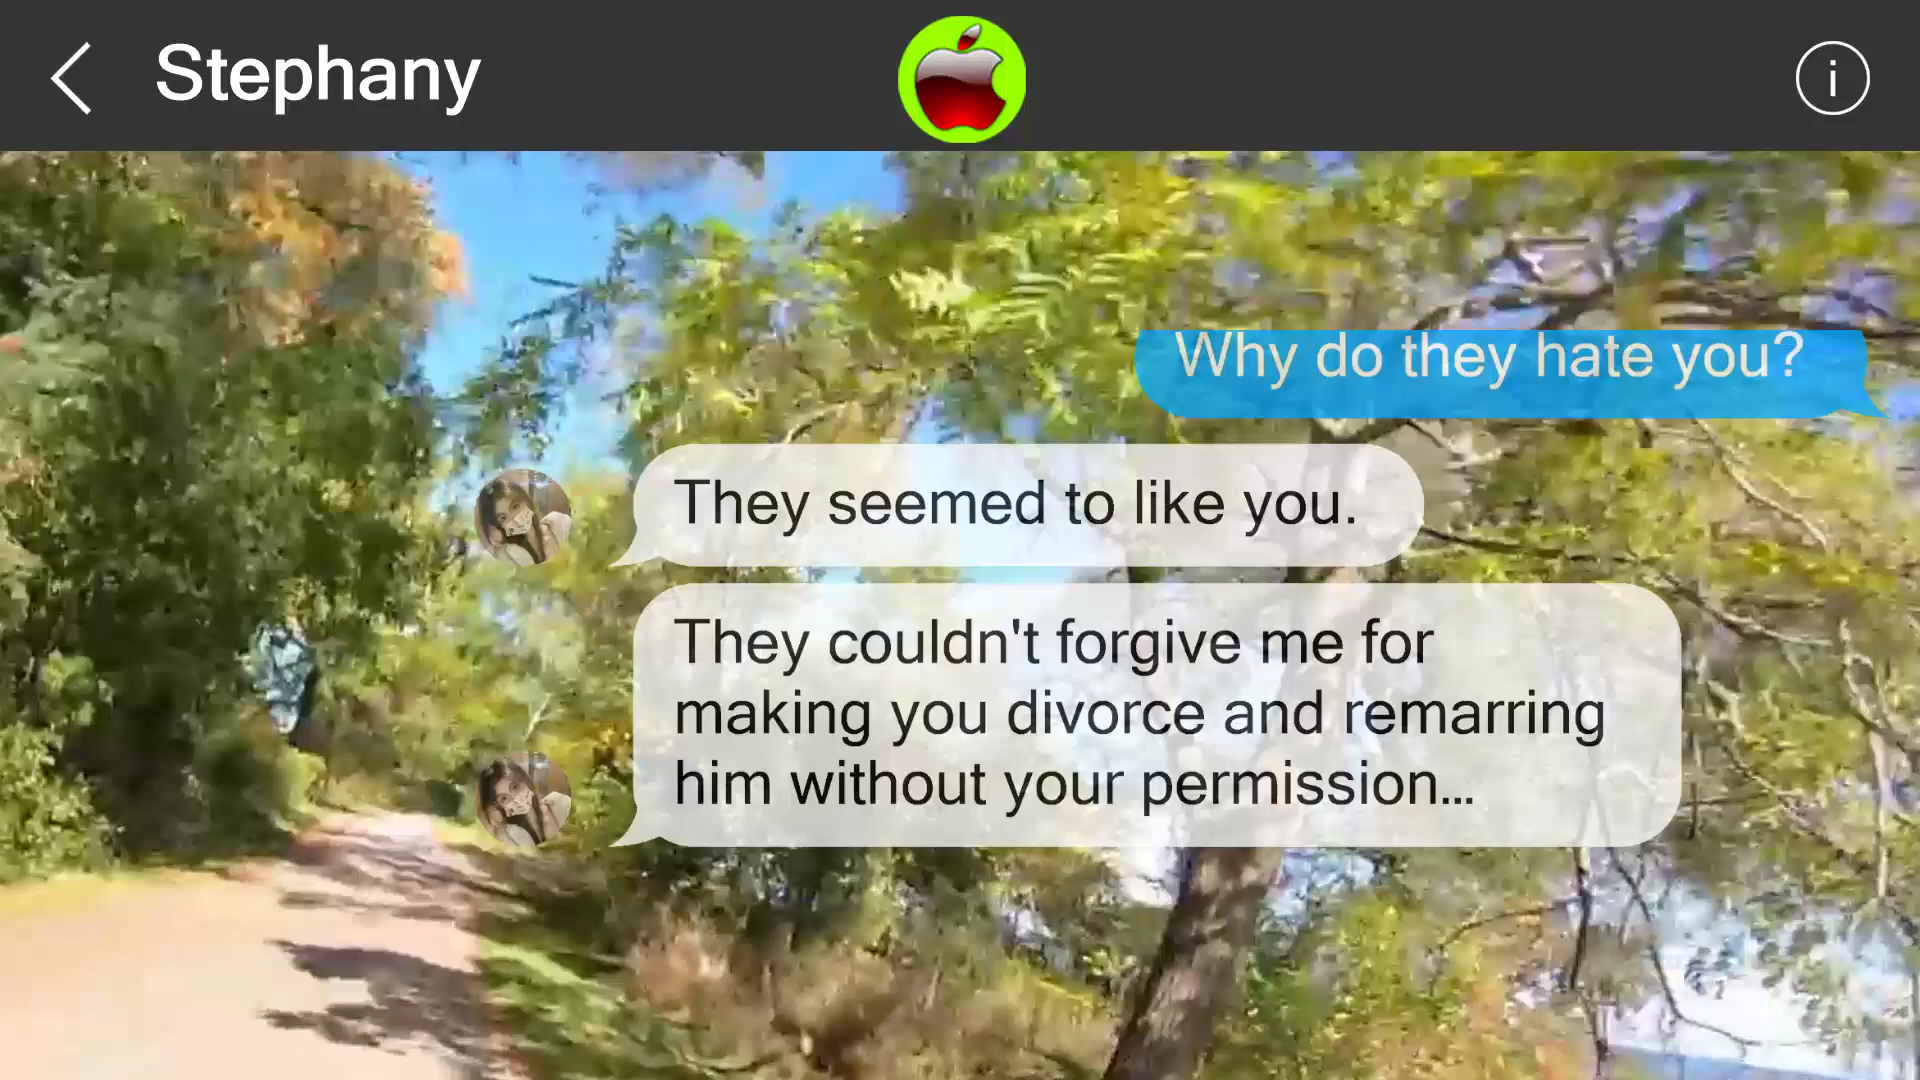 Stephany
i
Why do they hate you?
They seemed to like you.
They couldn't forgive me for
making you divorce and remarring
him without your permission...